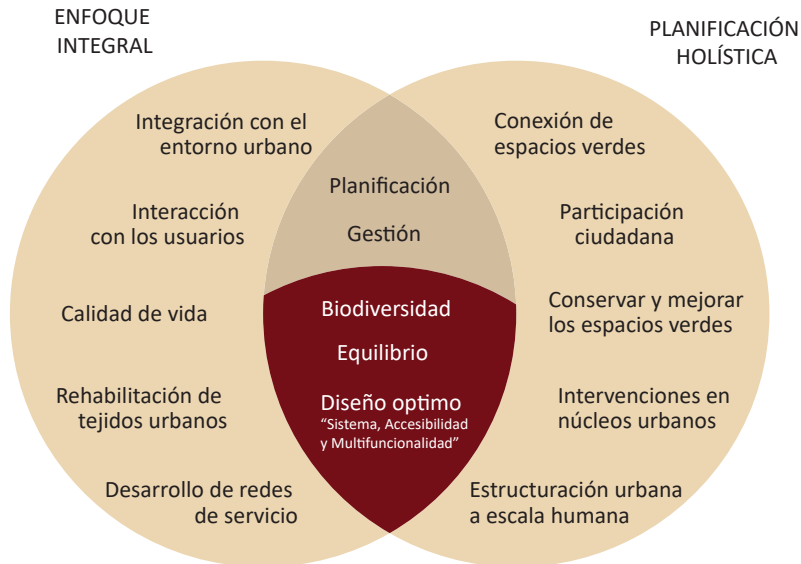 ENFOQUE
INTEGRAL
PLANIFICACIÓN
HOLÍSTICA
Integración con el
entorno urbano
Interacción
con los usuarios
Calidad de vida
Rehabilitación de
tejidos urbanos
Desarrollo de redes
de servicio
Planificación
Gestión
Biodiversidad
Equilibrio
Diseño optimo
“Sistema, Accesibilidad
y Multifuncionalidad”
Conexión de
espacios verdes
Participación
ciudadana
Conservar y mejorar
los espacios verdes
Intervenciones en
núcleos urbanos
Estructuración urbana
a escala humana